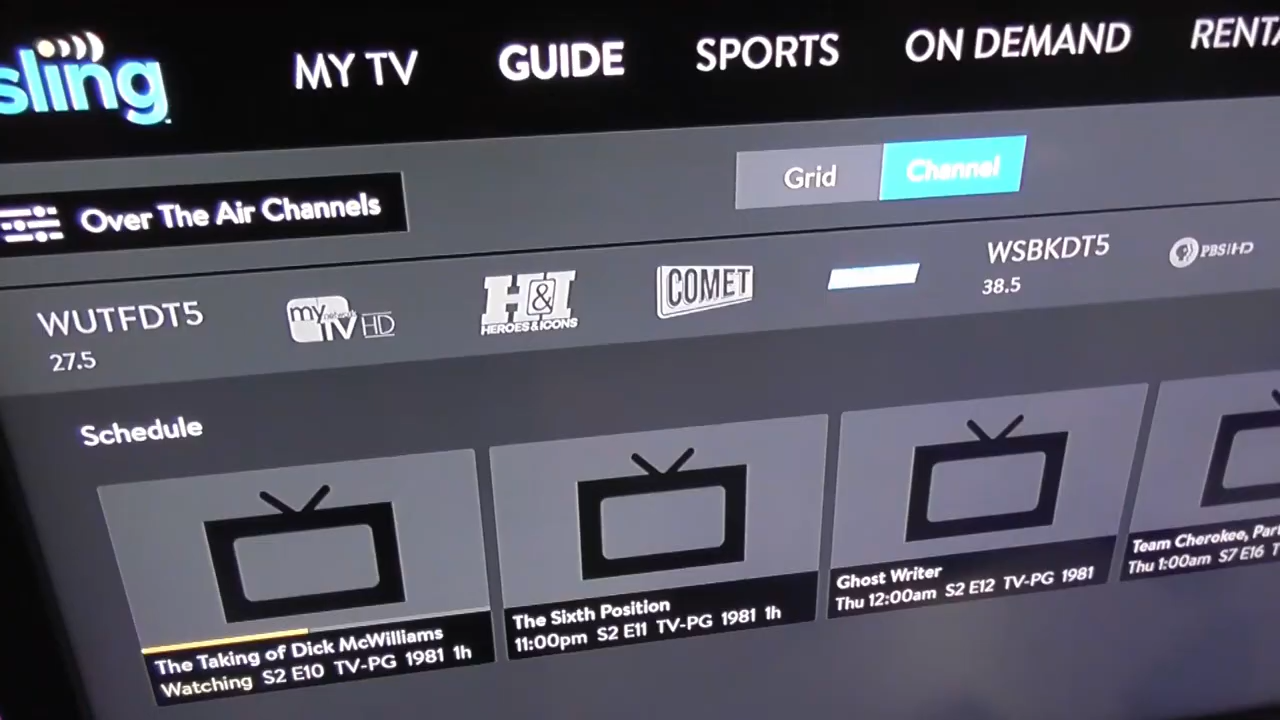 sling
MY TV GUIDE SPORTS ON DEMAND RENTA
Over The Air Channels
Grid Channel
WUTFDT5
27.5
my network TV HD
H&I
HEROES & ICONS
COMET
WSBKDT5
38.5
PBS HD
Schedule
The Taking of Dick McWilliams
Watching S2 E10 TV-PG 1981 1h
The Sixth Position
11:00pm S2 E11 TV-PG 1981 1h
Ghost Writer
Thu 12:00am S2 E12 TV-PG 1981
Team Cherokee, Par
Thu 1:00am S7 E16 T